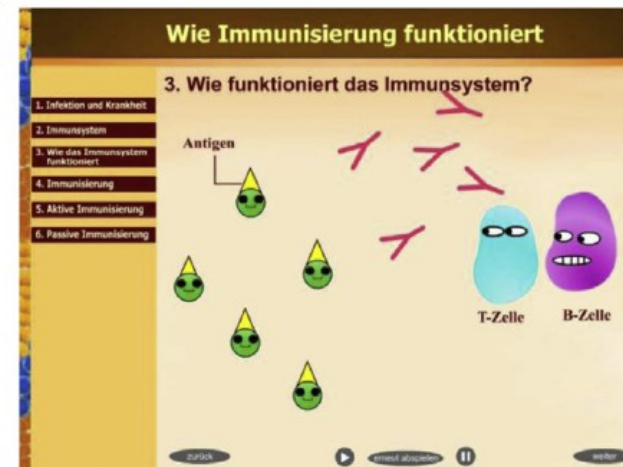 Wie Immunisierung funktioniert
3. Wie funktioniert das Immunsystem?
1. Infektion und Krankheit
2. Immunsystem
3. Wie das Immunsystem
funktioniert
4. Immunisierung
5. Aktive Immunisierung
6. Passive Immunisierung
Antigen
T-Zelle
B-Zelle
zurück
erneut abspielen
weiter